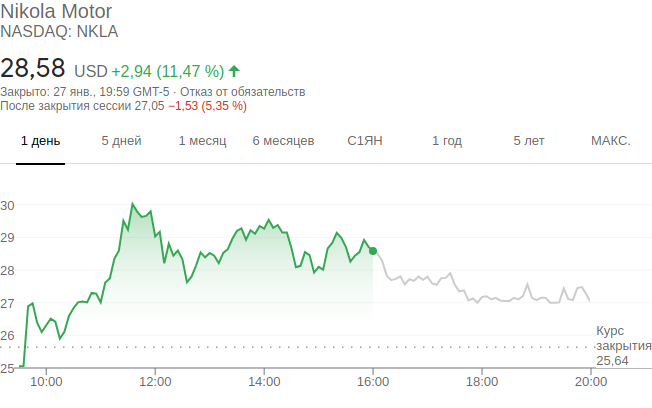 Nikola Motor
NASDAQ: NKLA
28,58 USD +2,94 (11,47 %)
Закрыто: 27 янв., 19:59 GMT-5 · Отказ от обязательств
После закрытия сессии 27,05 −1,53 (5,35 %)
1 день 5 дней 1 месяц 6 месяцев С1ЯН 1 год 5 лет МАКС.
30
29
28
27
26
Курс
закрытия
25,64
25
10:00 12:00 14:00 16:00 18:00 20:00